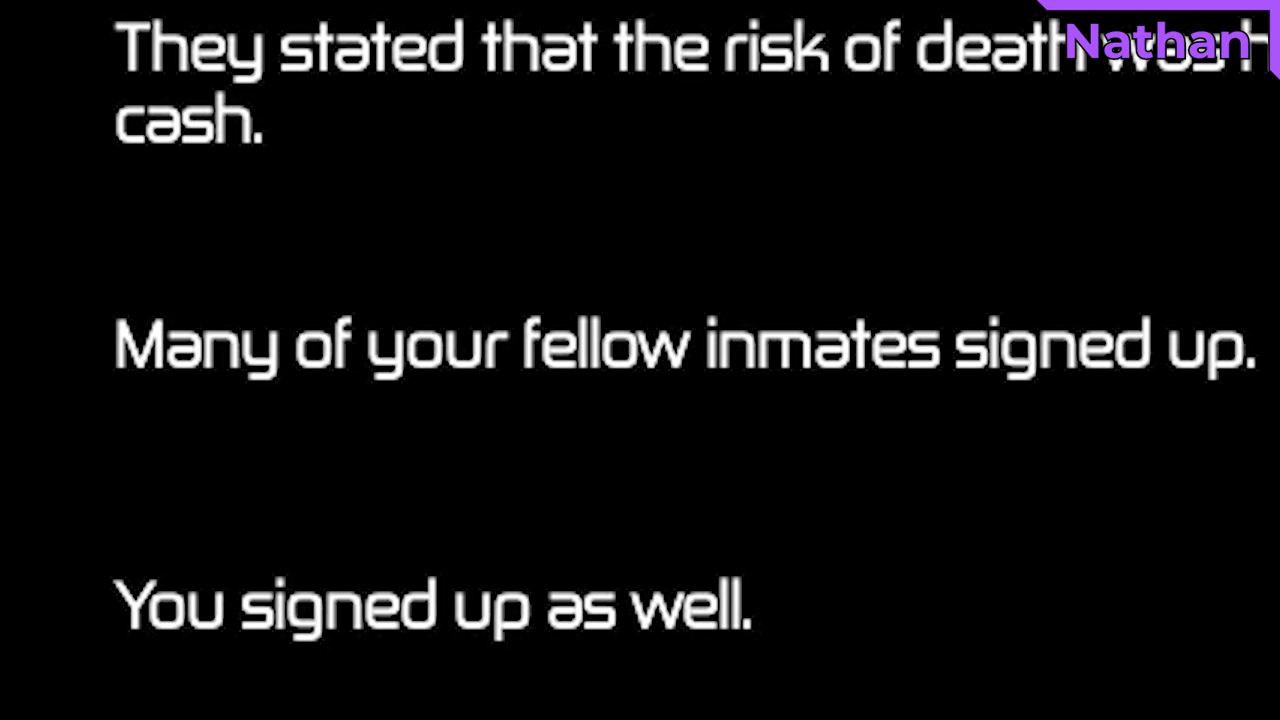 They stated that the risk of death was h
Nathan
cash.
Many of your fellow inmates signed up.
You signed up as well.